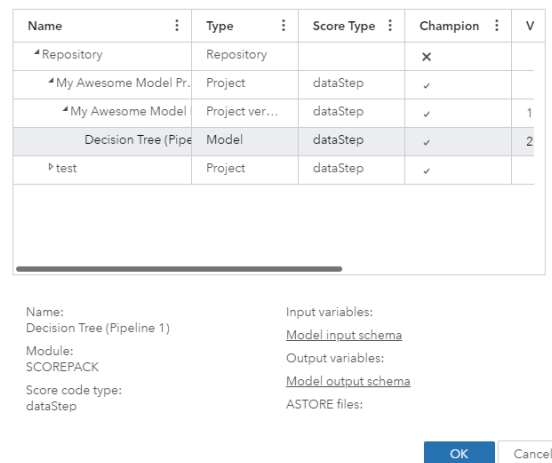 Name Type Score Type Champion V
Repository Repository
My Awesome Model Pr. Project dataStep
My Awesome Model Project ver... dataStep 1
Decision Tree (Pipe Model dataStep 2
test Project dataStep
Name:
Decision Tree (Pipeline 1)
Module:
SCOREPACK
Score code type:
dataStep
Input variables:
Model input schema
Output variables:
Model output schema
ASTORE files:
OK Cancel